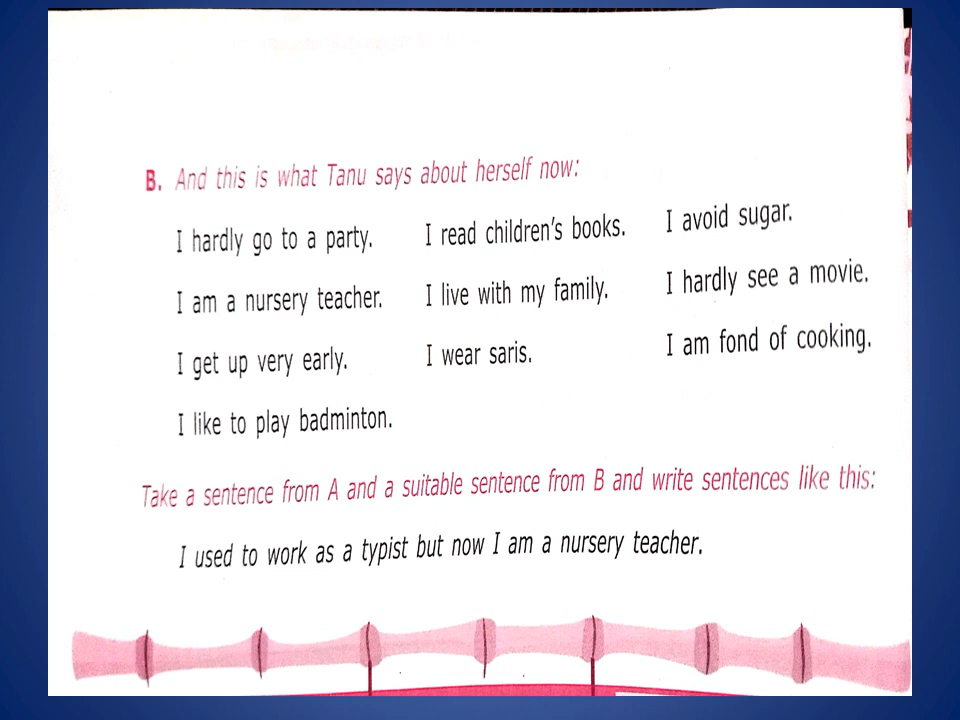 B. And this is what Tanu says about herself now:
I hardly go to a party. I read children's books. I avoid sugar.
I am a nursery teacher. I live with my family. I hardly see a movie.
I get up very early. I wear saris. I am fond of cooking.
I like to play badminton.
Take a sentence from A and a suitable sentence from B and write sentences like this:
I used to work as a typist but now I am a nursery teacher.